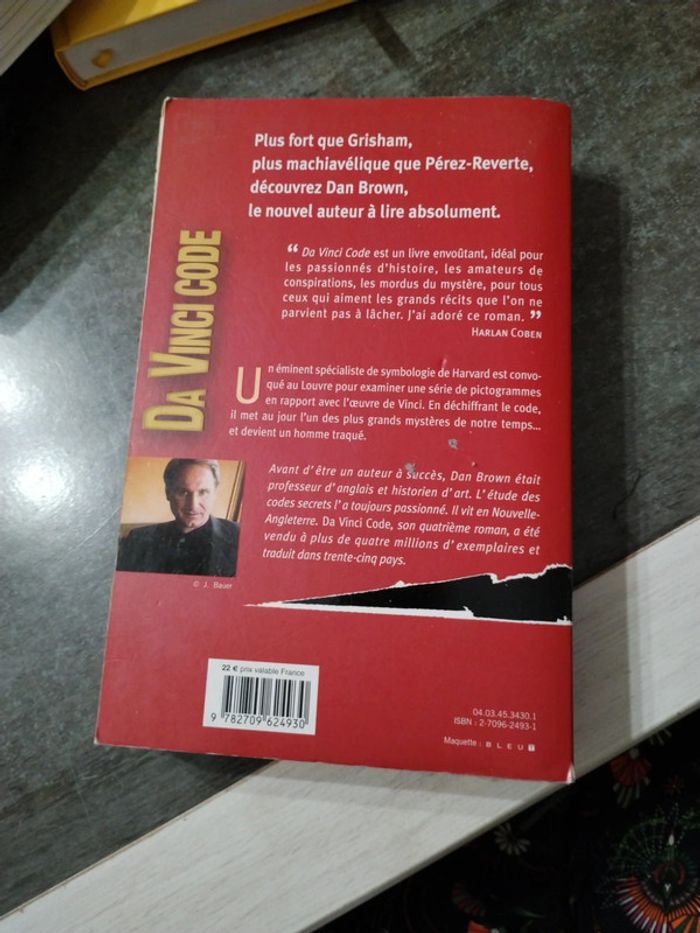 Plus fort que Grisham,
plus machiavélique que Pérez-Reverte,
découvrez Dan Brown,
le nouvel auteur à lire absolument.
DA VINCI CODE
“ Da Vinci Code est un livre envoûtant, idéal pour
les passionnés d'histoire, les amateurs de
conspirations, les mordus du mystère, pour tous
ceux qui aiment les grands récits que l'on ne
parvient pas à lâcher. J'ai adoré ce roman. ”
HARLAN COBEN
Un éminent spécialiste de symbologie de Harvard est convo-
qué au Louvre pour examiner une série de pictogrammes
en rapport avec l'œuvre de Vinci. En déchiffrant le code,
il met au jour l'un des plus grands mystères de notre temps...
et devient un homme traqué.
Avant d'être un auteur à succès, Dan Brown était
professeur d'anglais et historien d'art. L'étude des
codes secrets l'a toujours passionné. Il vit en Nouvelle-
Angleterre. Da Vinci Code, son quatrième roman, a été
vendu à plus de quatre millions d'exemplaires et
traduit dans trente-cinq pays.
© J. Bauer
22 € prix valable France
9 782709 624930
04.03.45.3430.1
ISBN : 2-7096-2493-1
Maquette : BLEU T